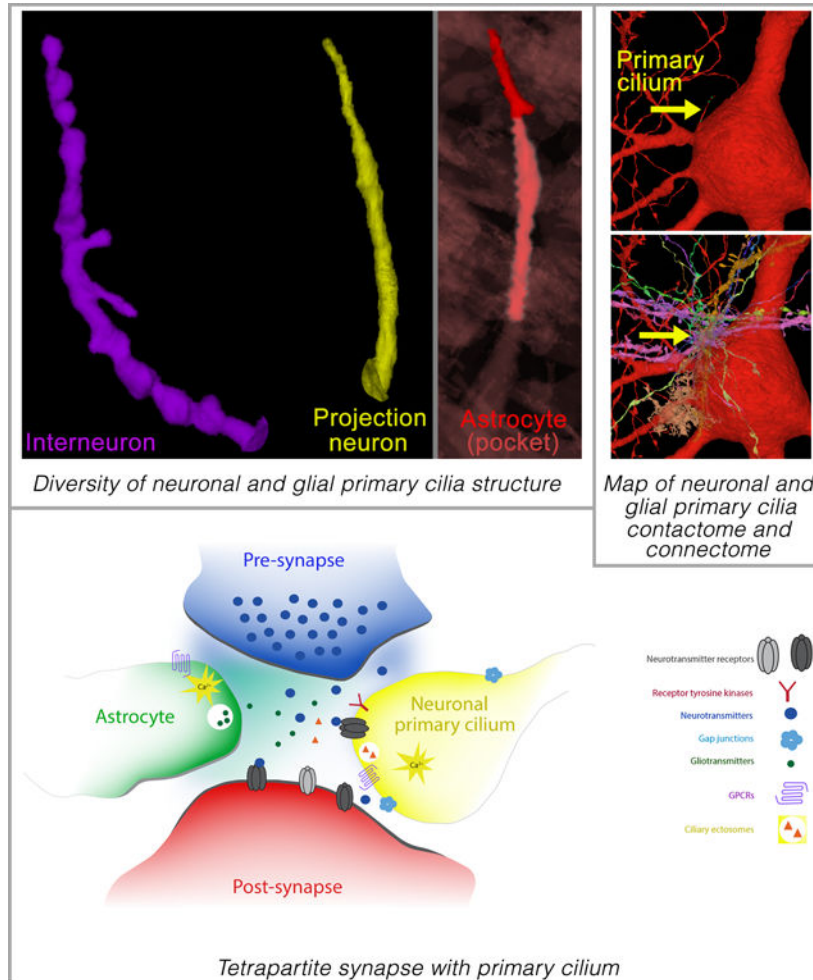 Interneuron
Projection
neuron
Astrocyte
(pocket)
Diversity of neuronal and glial primary cilia structure
Primary
cilium
Map of neuronal and
glial primary cilia
contactome and
connectome
Pre-synapse
Ca²⁺
Astrocyte
Neuronal
primary cilium
Ca²⁺
Post-synapse
Neurotransmitter receptors
Receptor tyrosine kinases
Neurotransmitters
Gap junctions
Gliotransmitters
GPCRs
Ciliary ectosomes
Tetrapartite synapse with primary cilium